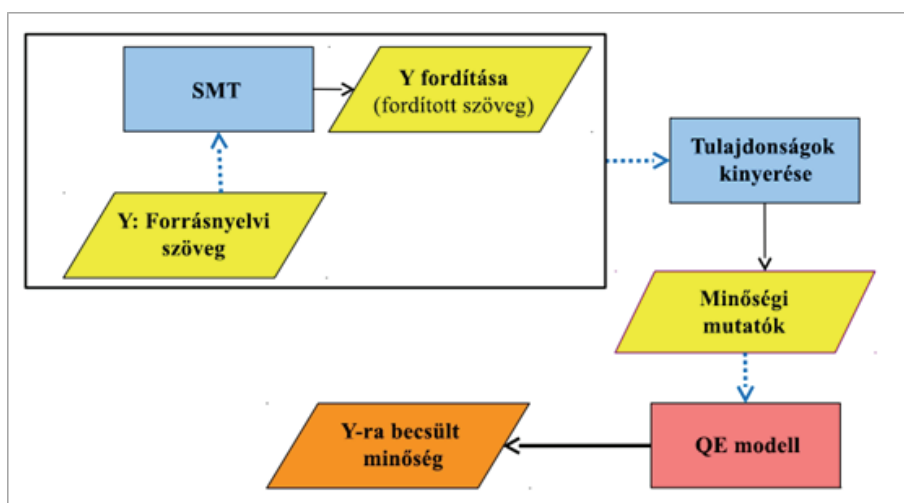 SMT
Y fordítása
(fordított szöveg)
Y: Forrásnyelvi
szöveg
Tulajdonságok
kinyerése
Minőségi
mutatók
QE modell
Y-ra becsült
minőség